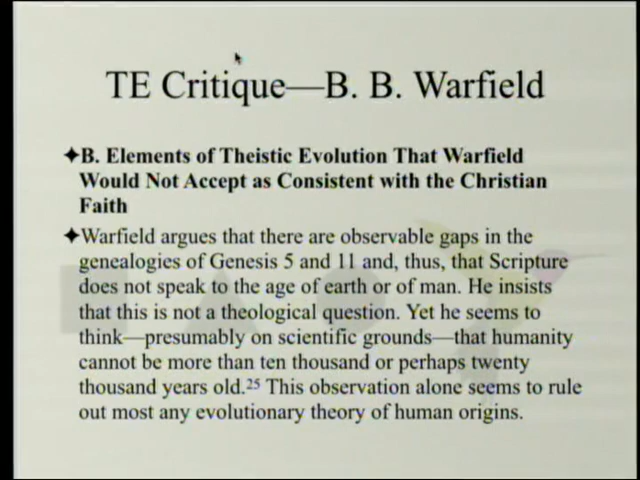 TE Critique—B. B. Warfield
✦B. Elements of Theistic Evolution That Warfield
Would Not Accept as Consistent with the Christian
Faith
✦Warfield argues that there are observable gaps in the
genealogies of Genesis 5 and 11 and, thus, that Scripture
does not speak to the age of earth or of man. He insists
that this is not a theological question. Yet he seems to
think—presumably on scientific grounds—that humanity
cannot be more than ten thousand or perhaps twenty
thousand years old.²⁵ This observation alone seems to rule
out most any evolutionary theory of human origins.